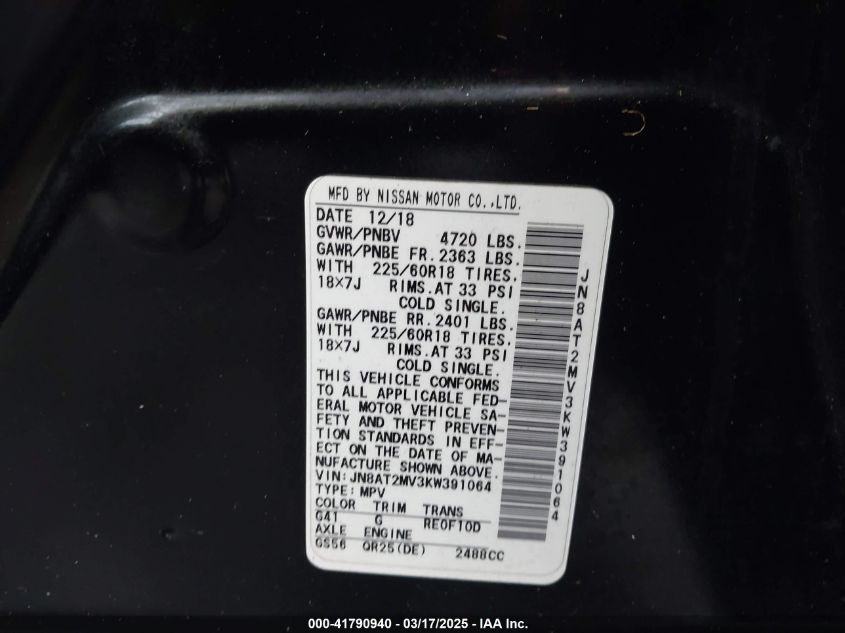 MFD BY NISSAN MOTOR CO.,LTD.
DATE 12/18
GVWR/PNBV 4720 LBS.
GAWR/PNBE FR. 2363 LBS.
WITH 225/60R18 TIRES.
18X7J RIMS. AT 33 PSI
COLD SINGLE.
GAWR/PNBE RR. 2401 LBS.
WITH 225/60R18 TIRES.
18X7J RIMS. AT 33 PSI
COLD SINGLE.
THIS VEHICLE CONFORMS
TO ALL APPLICABLE FED-
ERAL MOTOR VEHICLE SA-
FETY AND THEFT PREVEN-
TION STANDARDS IN EFF-
ECT ON THE DATE OF MA-
NUFACTURE SHOWN ABOVE.
VIN: JN8AT2MV3KW391064
TYPE: MPV
COLOR TRIM TRANS
G41 G RE0F10D
AXLE ENGINE
GS56 QR25(DE) 2488CC
JN8AT2MV3KW391064
000-41790940 - 03/17/2025 - IAA Inc.